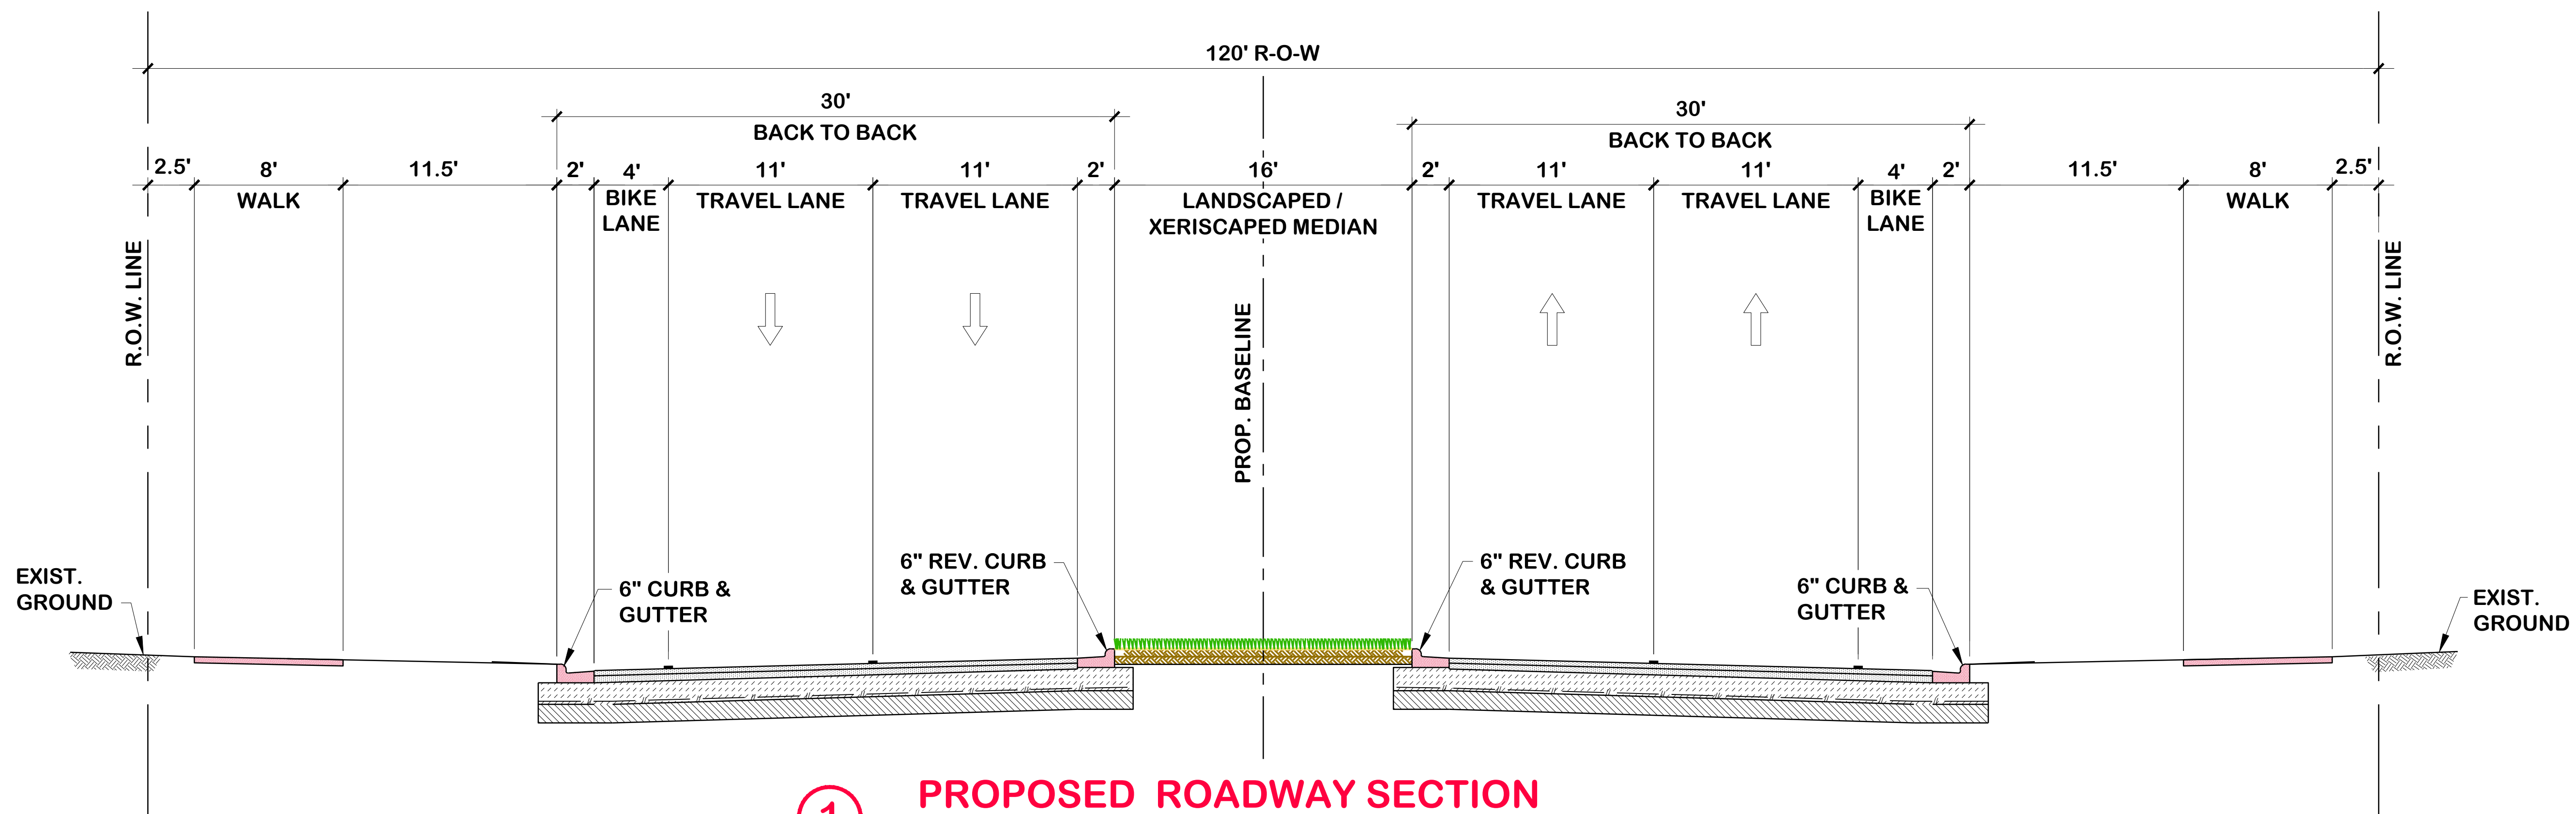 120' R-O-W
30'
BACK TO BACK
30'
BACK TO BACK
2.5' 8' 11.5' 2' 4' 11' 11' 2' 16' 2' 11' 11' 4' 2' 11.5' 8' 2.5'
WALK
BIKE
LANE
TRAVEL LANE
TRAVEL LANE
LANDSCAPED /
XERISCAPED MEDIAN
TRAVEL LANE
TRAVEL LANE
BIKE
LANE
WALK
R.O.W. LINE
PROP. BASELINE
R.O.W. LINE
EXIST.
GROUND
6" CURB &
GUTTER
6" REV. CURB
& GUTTER
6" REV. CURB
& GUTTER
6" CURB &
GUTTER
EXIST.
GROUND
1
PROPOSED ROADWAY SECTION